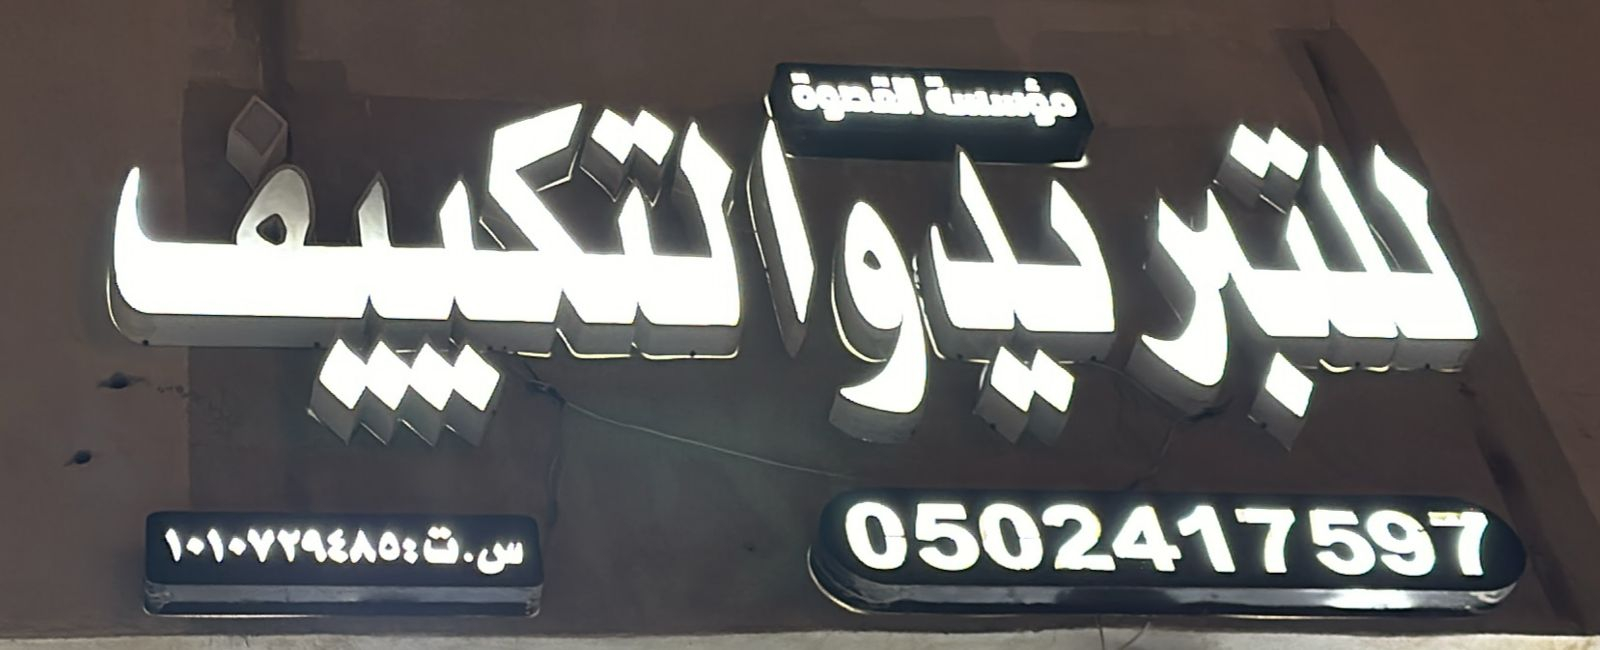 مؤسسة القصوة
للتبريد والتكييف
0502417597
س.ت:١٠١٠٧٢٩٤٨٥